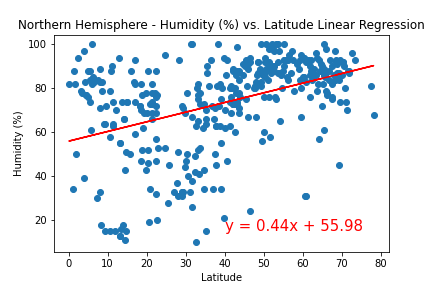 Northern Hemisphere - Humidity (%) vs. Latitude Linear Regression
100
80
60
40
20
Humidity (%)
y = 0.44x + 55.98
0 10 20 30 40 50 60 70 80
Latitude